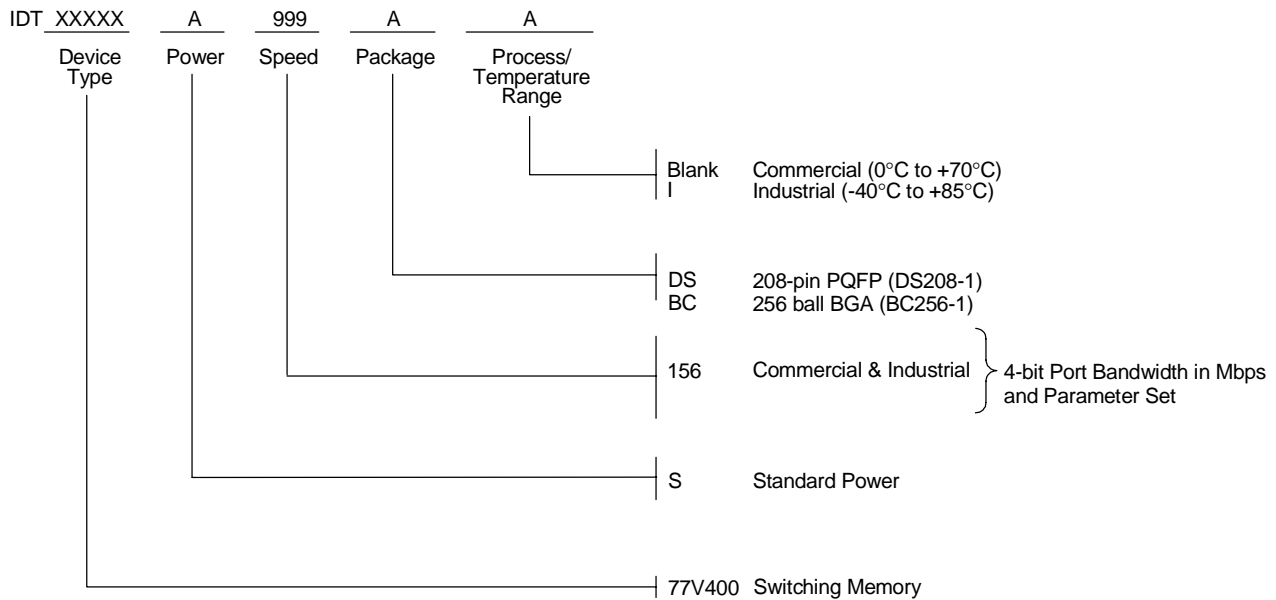 IDT XXXXX A 999 A A
Device Type Power Speed Package Process/ Temperature Range
Blank Commercial (0°C to +70°C)
I Industrial (-40°C to +85°C)
DS 208-pin PQFP (DS208-1)
BC 256 ball BGA (BC256-1)
156 Commercial & Industrial 4-bit Port Bandwidth in Mbps
and Parameter Set
S Standard Power
77V400 Switching Memory